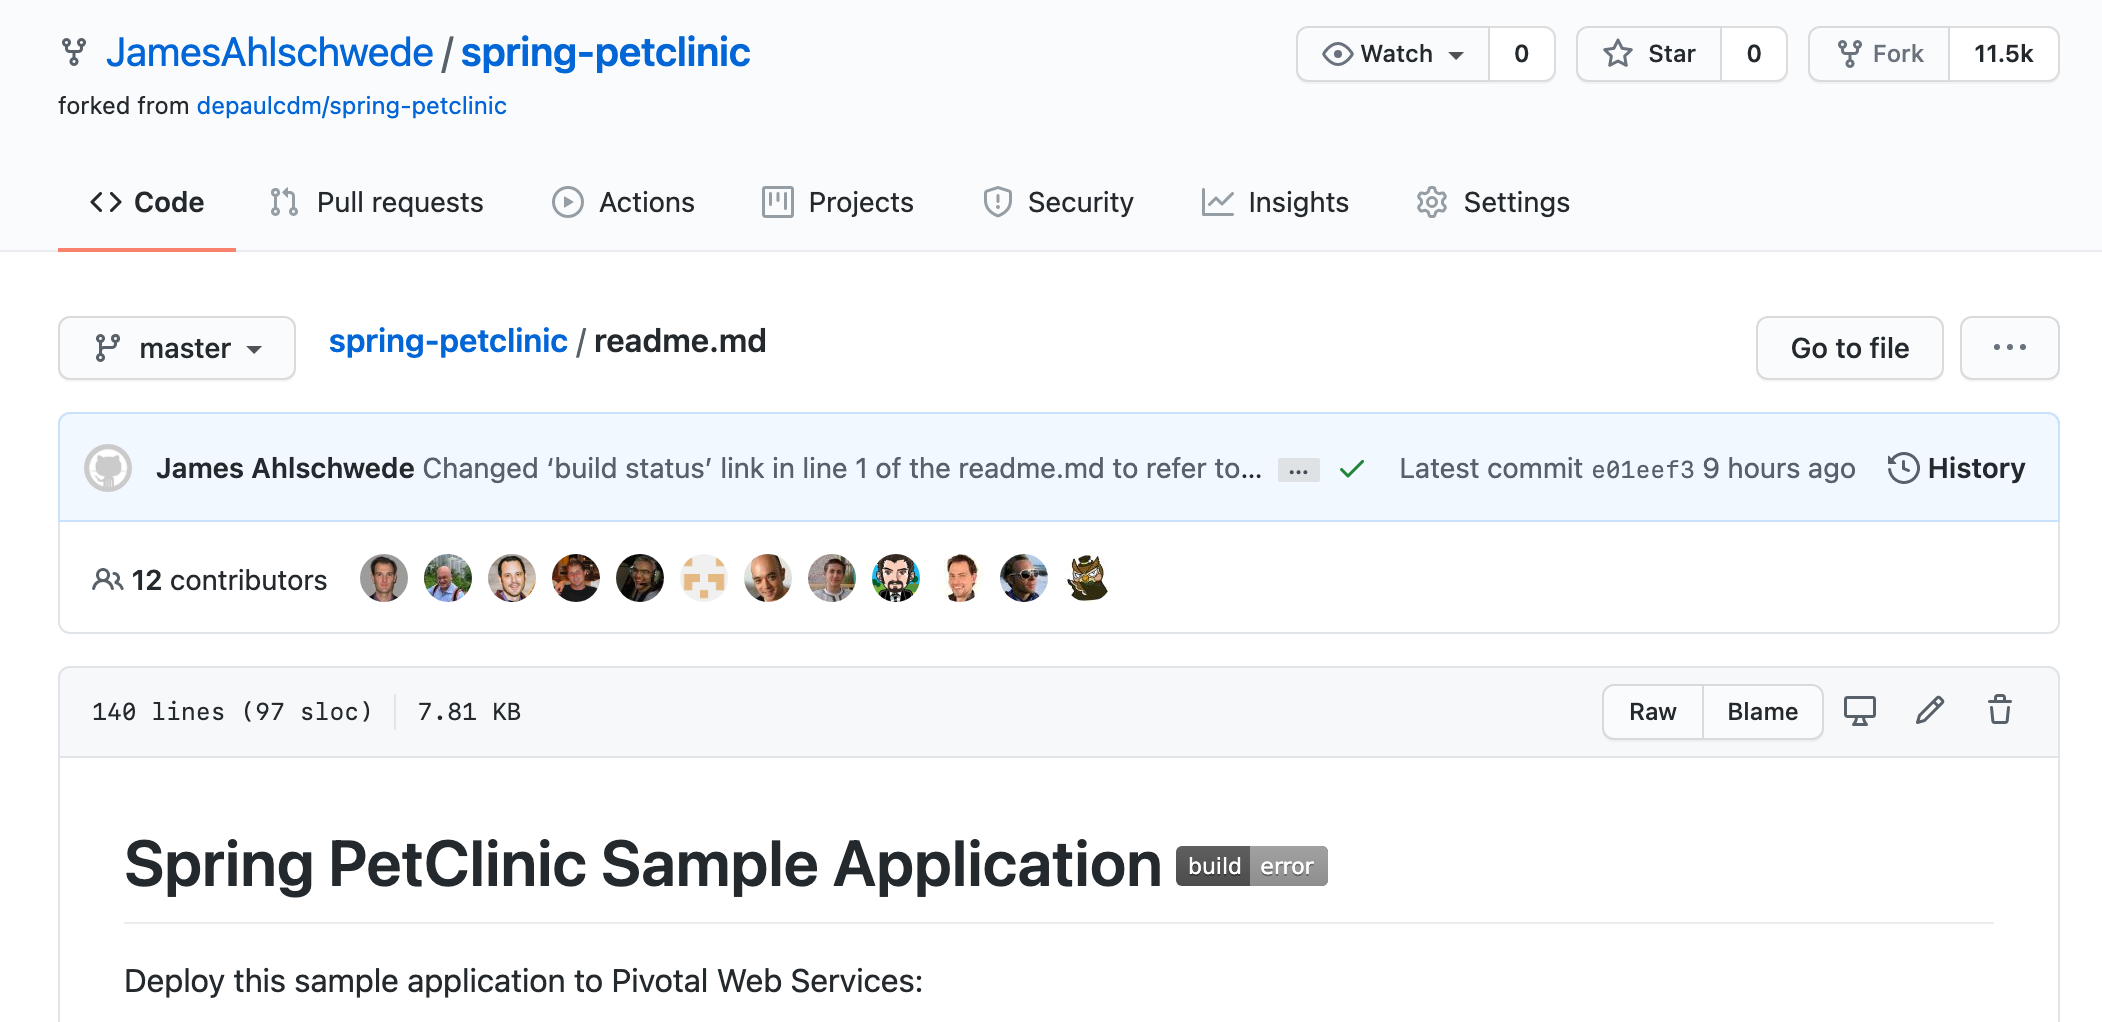 JamesAhlschwede / spring-petclinic
Watch 0 Star 0 Fork 11.5k
forked from depaulcdm/spring-petclinic
Code Pull requests Actions Projects Security Insights Settings
master spring-petclinic / readme.md Go to file ...
James Ahlschwede Changed ‘build status’ link in line 1 of the readme.md to refer to... ... Latest commit e01eef3 9 hours ago History
12 contributors
140 lines (97 sloc) 7.81 KB Raw Blame
Spring PetClinic Sample Application build error
Deploy this sample application to Pivotal Web Services: